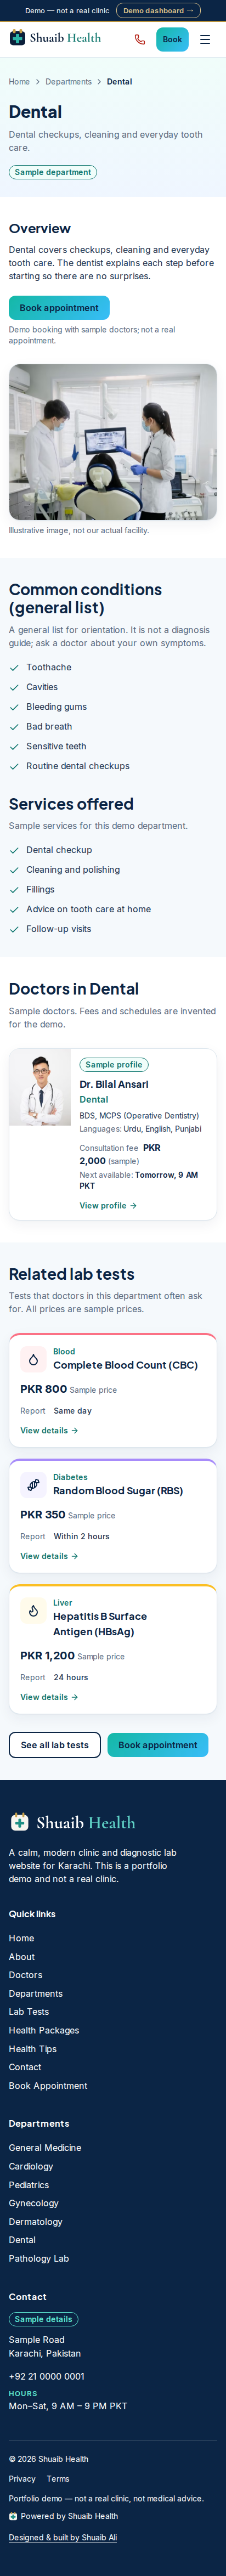 Demo — not a real clinic Demo dashboard →
Shuaib Health Book
Home > Departments > Dental
Dental
Dental checkups, cleaning and everyday tooth
care.
Sample department
Overview
Dental covers checkups, cleaning and everyday
tooth care. The dentist explains each step before
starting so there are no surprises.
Book appointment
Demo booking with sample doctors; not a real
appointment.
Illustrative image, not our actual facility.
Common conditions
(general list)
A general list for orientation. It is not a diagnosis
guide; ask a doctor about your own symptoms.
Toothache
Cavities
Bleeding gums
Bad breath
Sensitive teeth
Routine dental checkups
Services offered
Sample services for this demo department.
Dental checkup
Cleaning and polishing
Fillings
Advice on tooth care at home
Follow-up visits
Doctors in Dental
Sample doctors. Fees and schedules are invented
for the demo.
Sample profile
Dr. Bilal Ansari
Dental
BDS, MCPS (Operative Dentistry)
Languages: Urdu, English, Punjabi
Consultation fee PKR
2,000 (sample)
Next available: Tomorrow, 9 AM
PKT
View profile →
Related lab tests
Tests that doctors in this department often ask
for. All prices are sample prices.
Blood
Complete Blood Count (CBC)
PKR 800 Sample price
Report Same day
View details →
Diabetes
Random Blood Sugar (RBS)
PKR 350 Sample price
Report Within 2 hours
View details →
Liver
Hepatitis B Surface
Antigen (HBsAg)
PKR 1,200 Sample price
Report 24 hours
View details →
See all lab tests Book appointment
Shuaib Health
A calm, modern clinic and diagnostic lab
website for Karachi. This is a portfolio
demo and not a real clinic.
Quick links
Home
About
Doctors
Departments
Lab Tests
Health Packages
Health Tips
Contact
Book Appointment
Departments
General Medicine
Cardiology
Pediatrics
Gynecology
Dermatology
Dental
Pathology Lab
Contact
Sample details
Sample Road
Karachi, Pakistan
+92 21 0000 0001
HOURS
Mon–Sat, 9 AM – 9 PM PKT
© 2026 Shuaib Health
Privacy Terms
Portfolio demo — not a real clinic, not medical advice.
Powered by Shuaib Health
Designed & built by Shuaib Ali